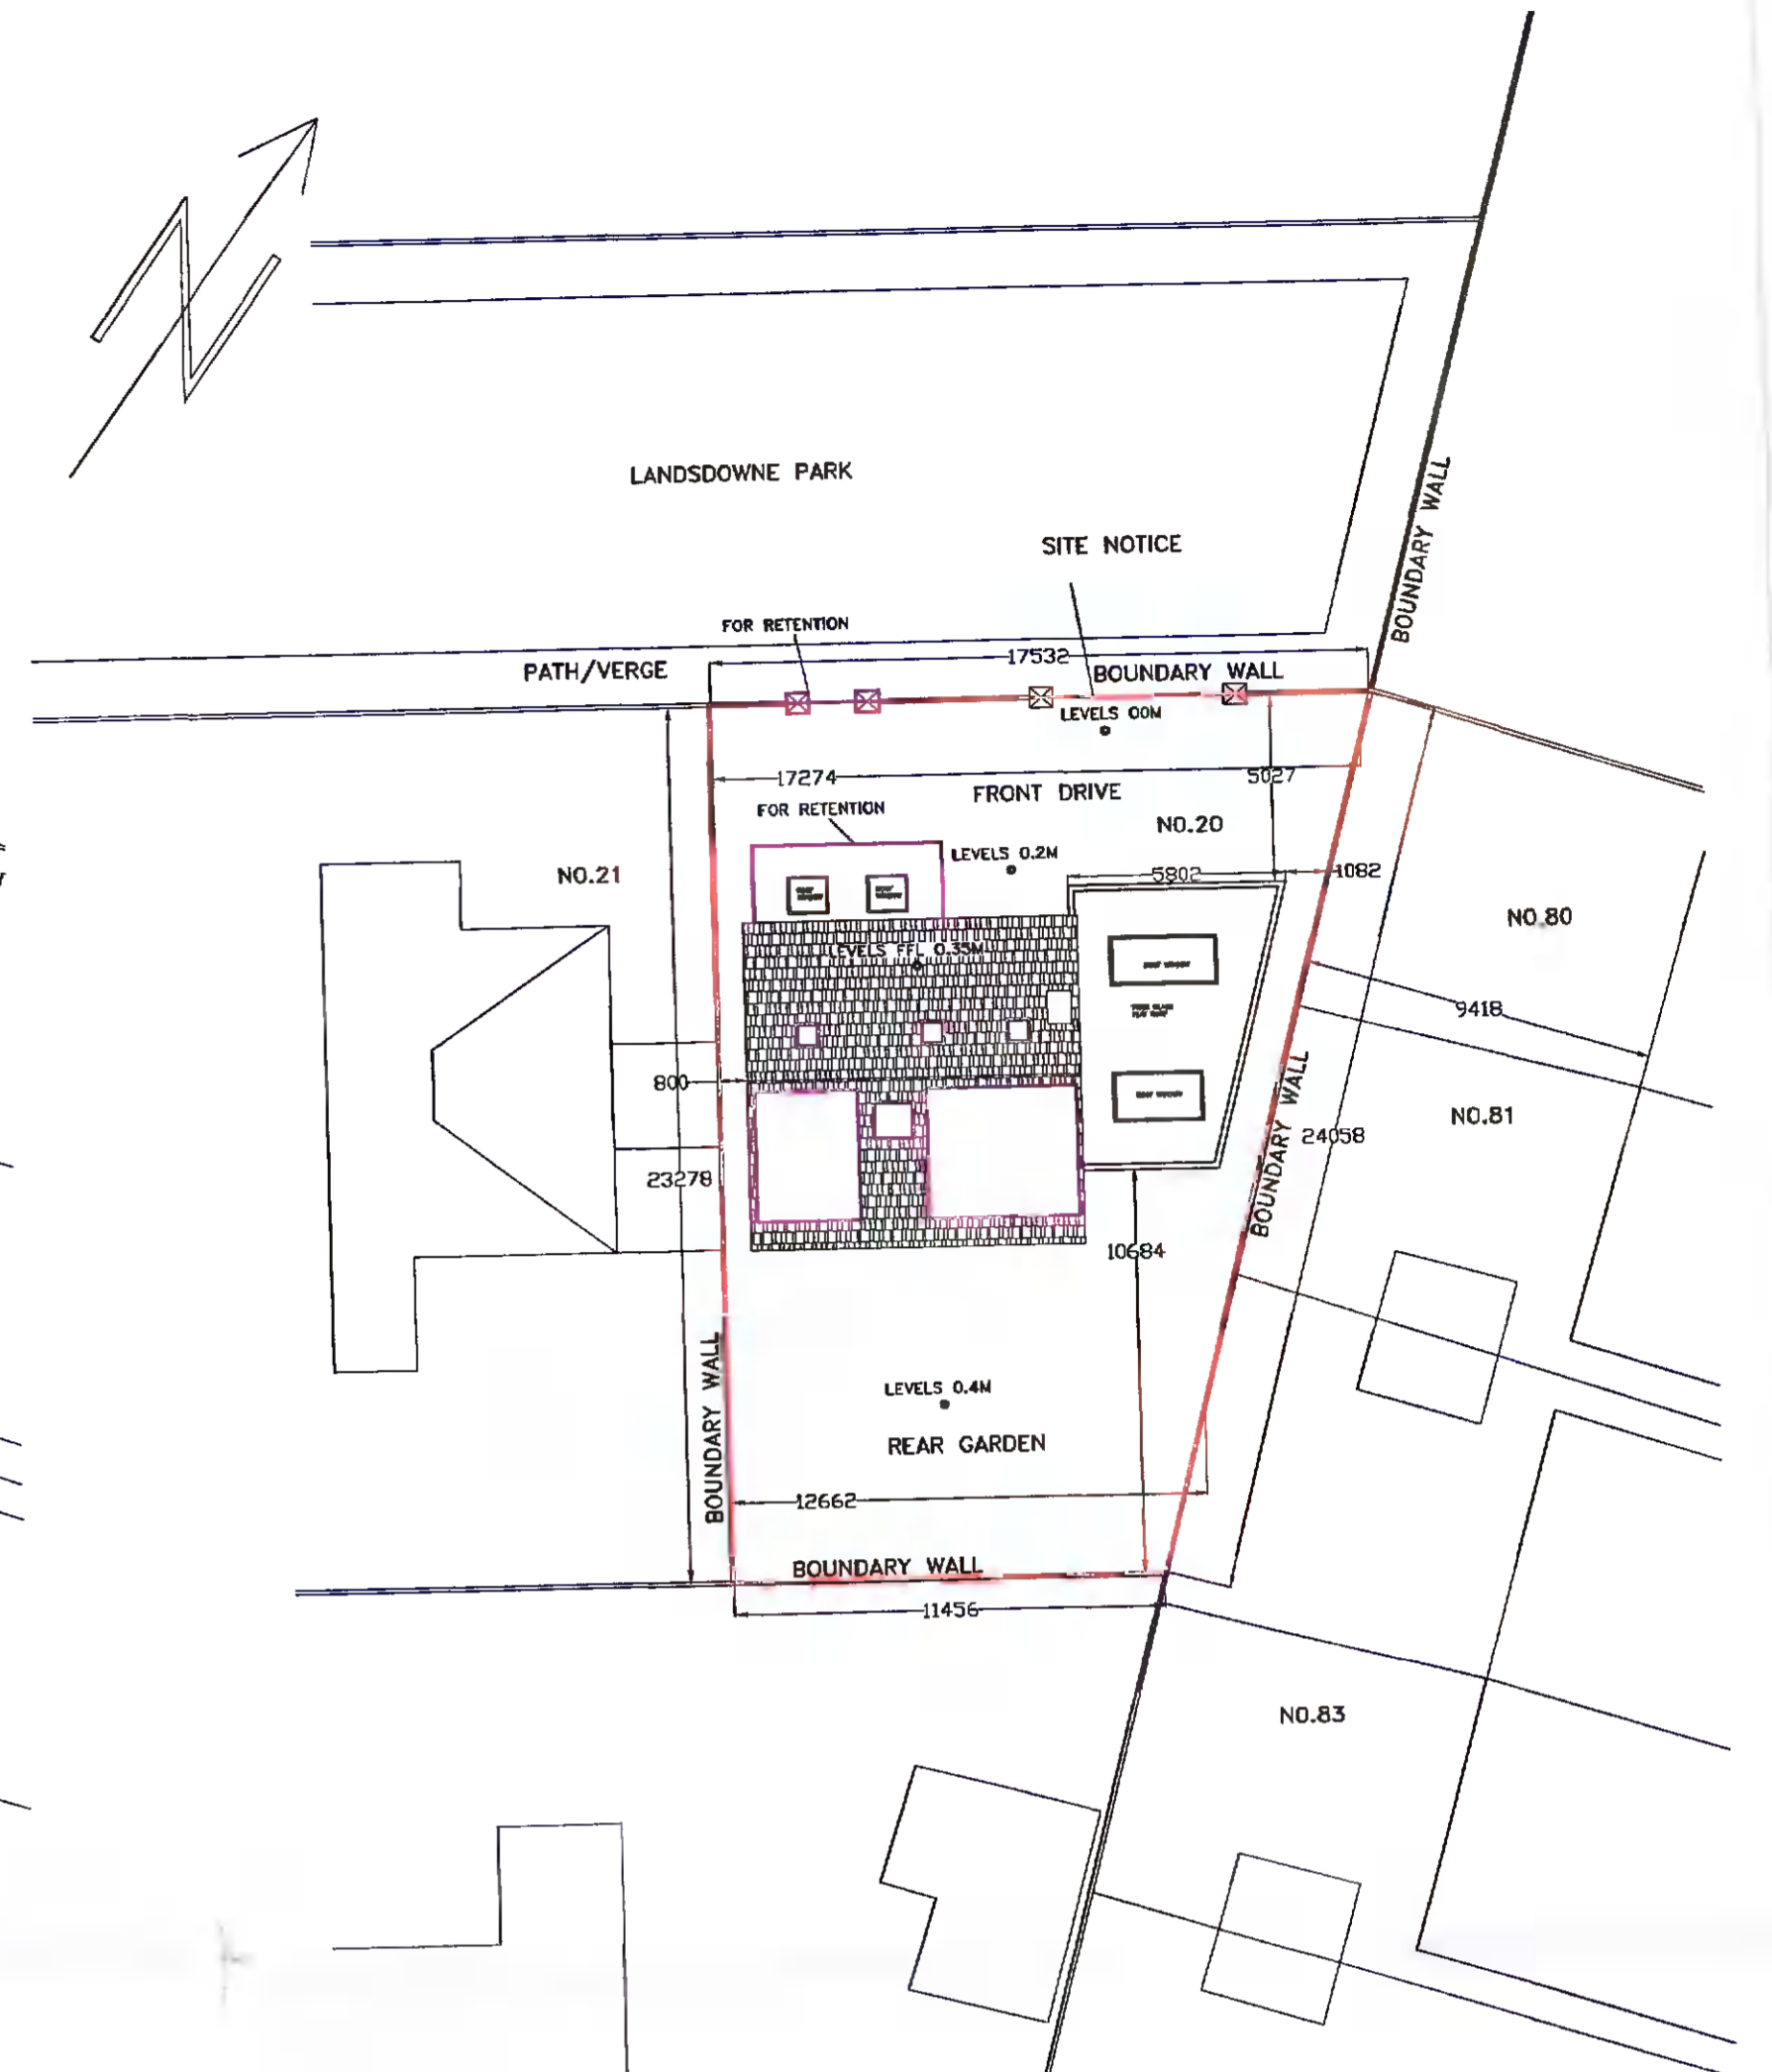 LANDSDOWNE PARK
SITE NOTICE
FOR RETENTION
BOUNDARY WALL
17532
PATH/VERGE
BOUNDARY WALL
LEVELS 00M
17274
5027
FRONT DRIVE
FOR RETENTION
NO.20
LEVELS 0.2M
NO.21
5802
1082
NO.80
LEVELS FFL 0.35M
9418
800
NO.81
24058
BOUNDARY WALL
23278
10684
BOUNDARY WALL
LEVELS 0.4M
REAR GARDEN
12662
BOUNDARY WALL
11456
NO.83